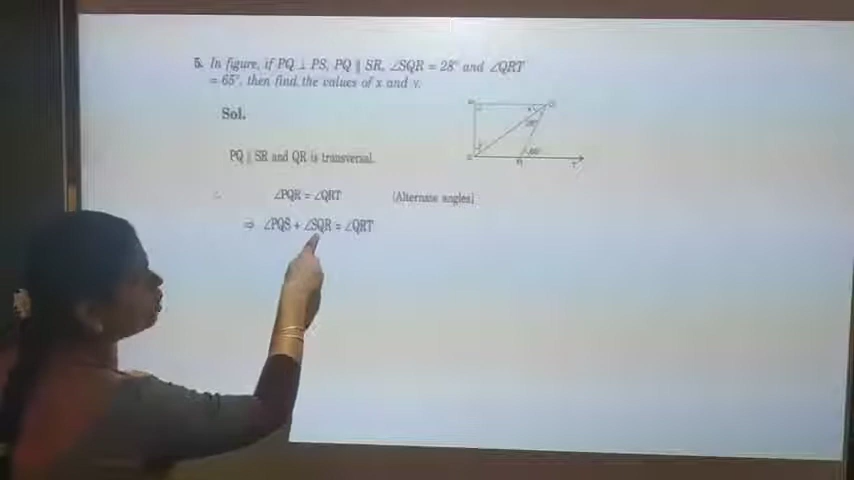 5. In figure, if PQ ⊥ PS, PQ ∥ SR, ∠SQR = 28° and ∠QRT
= 65°, then find the values of x and y.
Sol.
PQ ∥ SR and QR is transversal.
∴ ∠PQR = ∠QRT (Alternate angles)
⇒ ∠PQS + ∠SQR = ∠QRT